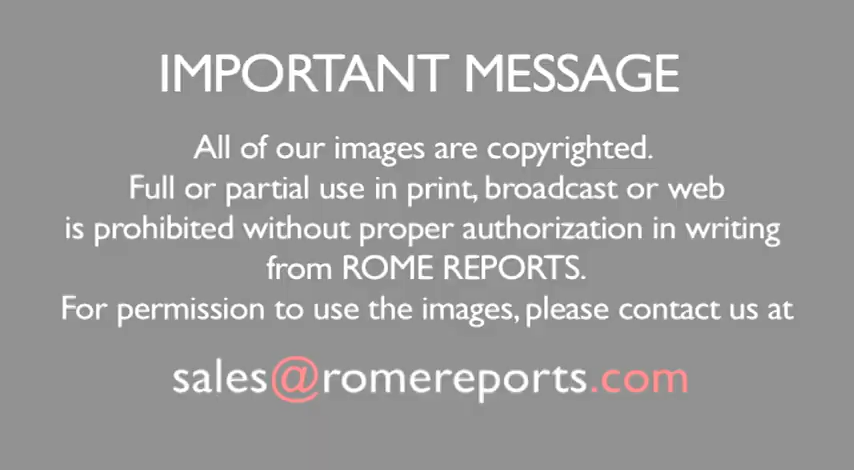 IMPORTANT MESSAGE
All of our images are copyrighted.
Full or partial use in print, broadcast or web
is prohibited without proper authorization in writing
from ROME REPORTS.
For permission to use the images, please contact us at
sales@romereports.com